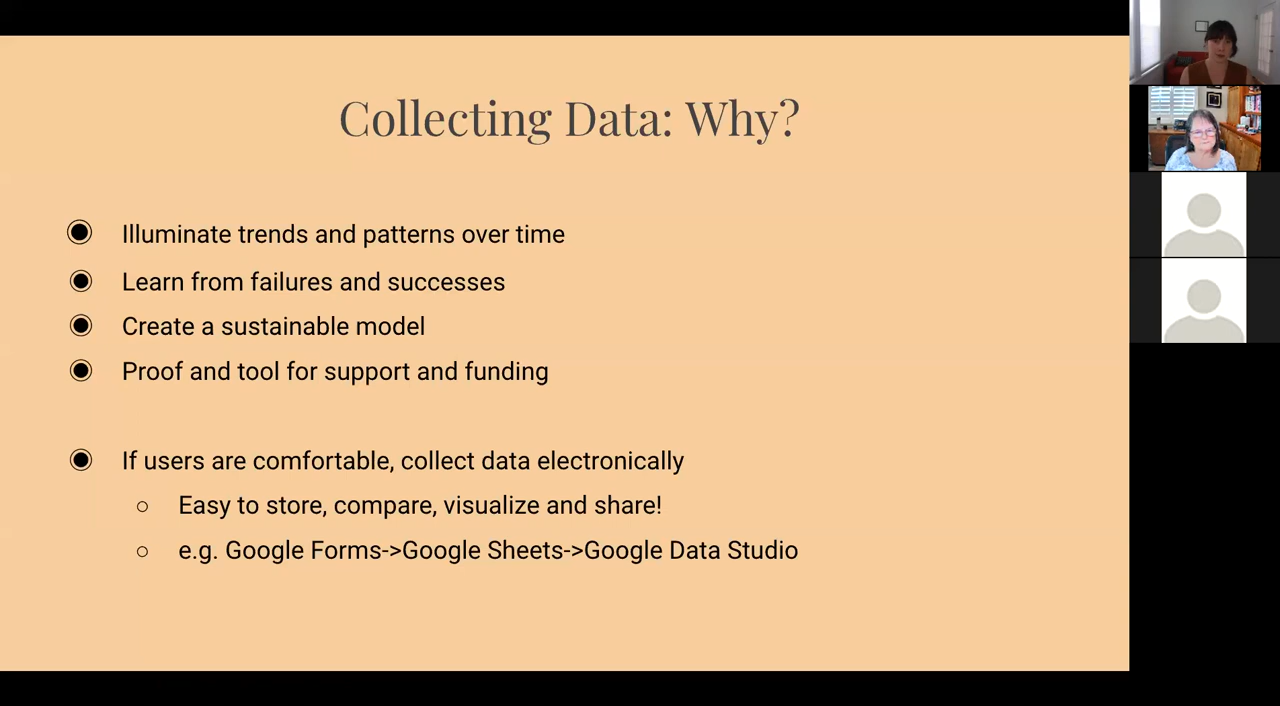 Collecting Data: Why?
Illuminate trends and patterns over time
Learn from failures and successes
Create a sustainable model
Proof and tool for support and funding
If users are comfortable, collect data electronically
Easy to store, compare, visualize and share!
e.g. Google Forms->Google Sheets->Google Data Studio